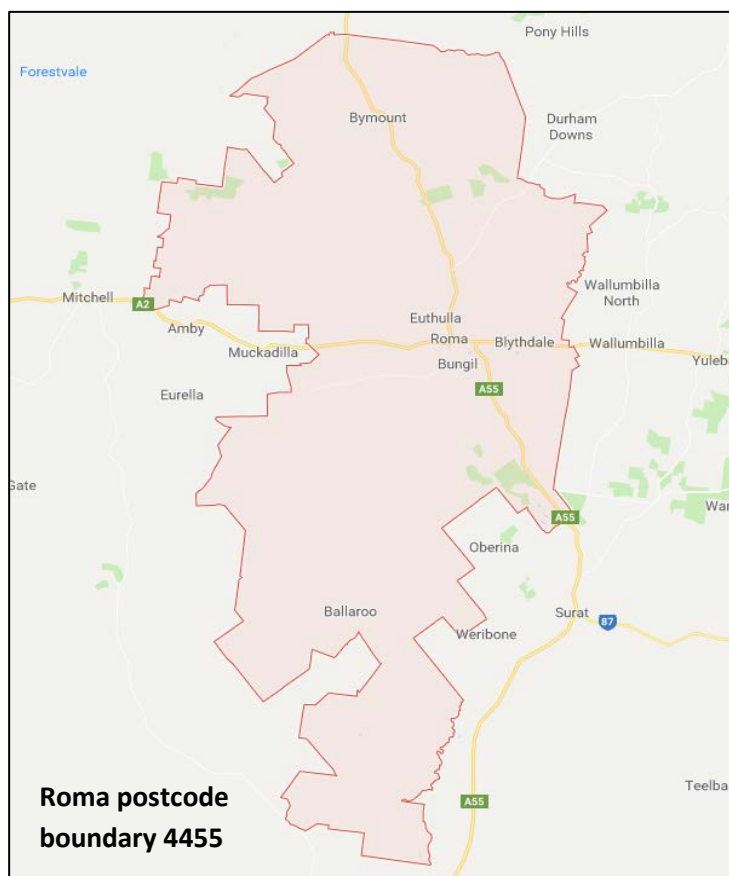 Pony Hills
Forestvale
Bymount
Durham
Downs
Wallumbilla
North
Mitchell
A2
Amby
Euthulla
Roma
Blythdale
Wallumbilla
Muckadilla
Bungil
Yuleba
Eurella
A55
Gate
A55
War
Oberina
Ballaroo
Surat
87
Weribone
Teelba
A55
Roma postcode
boundary 4455